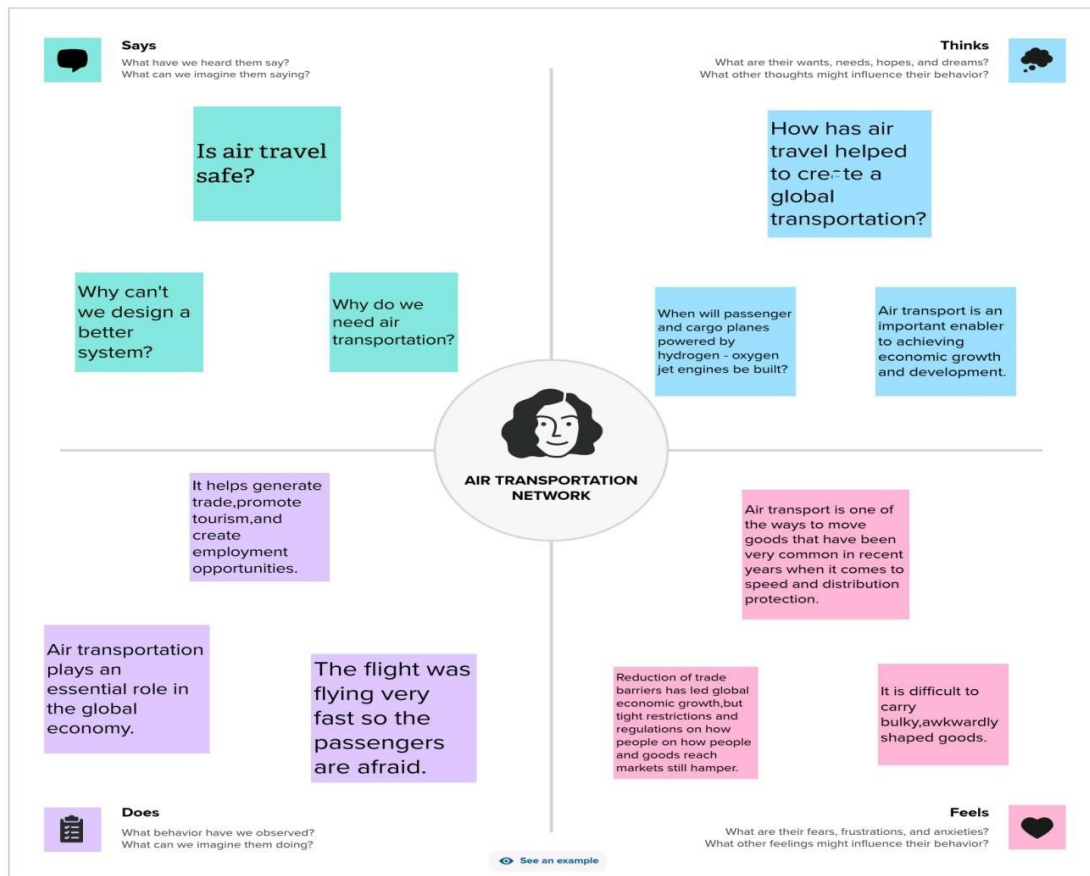 Says
What have we heard them say?
What can we imagine them saying?
Thinks
What are their wants, needs, hopes, and dreams?
What other thoughts might influence their behavior?
Is air travel
safe?
Why can't
we design a
better
system?
Why do we
need air
transportation?
How has air
travel helped
to create a
global
transportation?
When will passenger
and cargo planes
powered by
hydrogen - oxygen
jet engines be built?
Air transport is an
important enabler
to achieving
economic growth
and development.
AIR TRANSPORTATION
NETWORK
It helps generate
trade,promote
tourism,and
create
employment
opportunities.
Air transportation
plays an
essential role in
the global
economy.
The flight was
flying very
fast so the
passengers
are afraid.
Air transport is one of
the ways to move
goods that have been
very common in recent
years when it comes to
speed and distribution
protection.
Reduction of trade
barriers has led global
economic growth,but
tight restrictions and
regulations on how
people on how people
and goods reach
markets still hamper.
It is difficult to
carry
bulky,awkwardly
shaped goods.
Does
What behavior have we observed?
What can we imagine them doing?
Feels
What are their fears, frustrations, and anxieties?
What other feelings might influence their behavior?
See an example